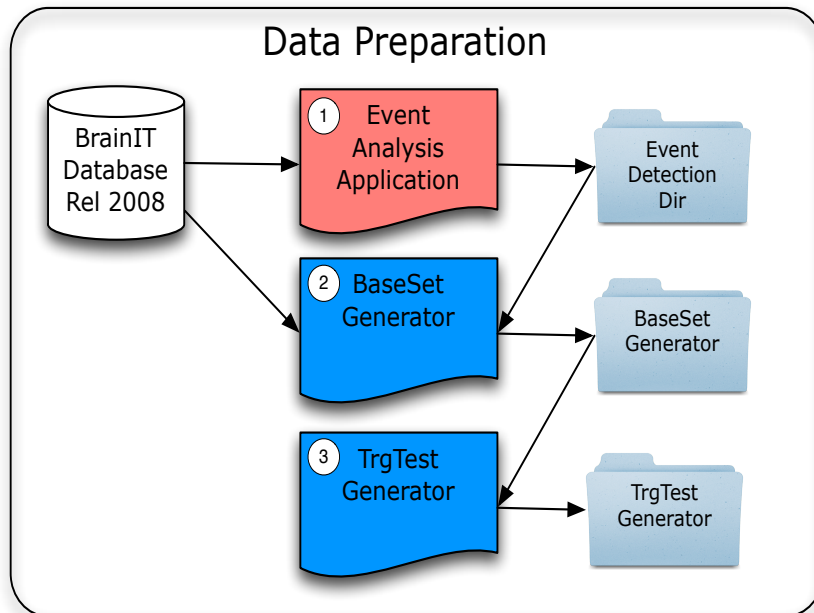 Data Preparation
BrainIT
Database
Rel 2008
1
Event
Analysis
Application
Event
Detection
Dir
2
BaseSet
Generator
BaseSet
Generator
3
TrgTest
Generator
TrgTest
Generator